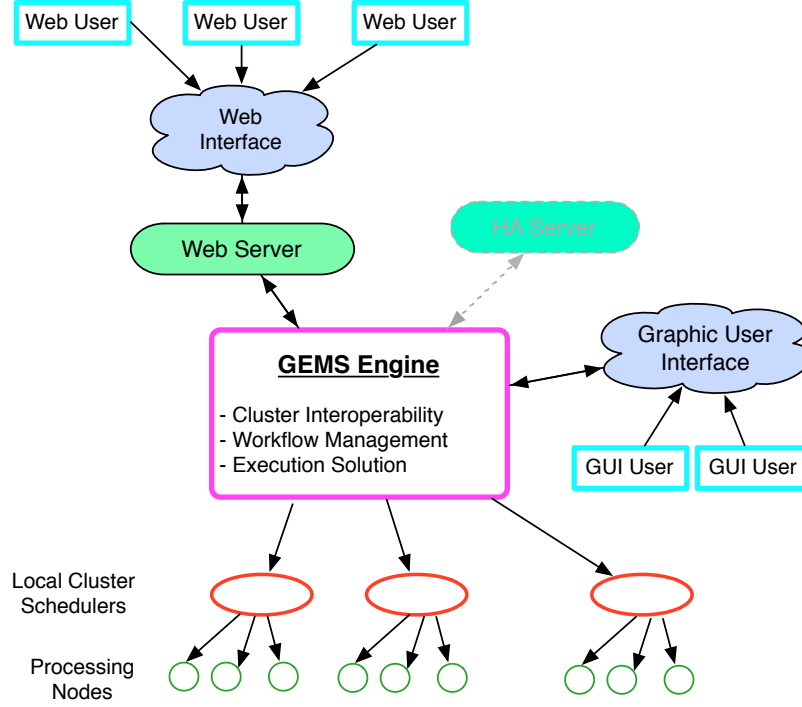 Web User
Web User
Web User
Web
Interface
Web Server
HA Server
GEMS Engine
- Cluster Interoperability
- Workflow Management
- Execution Solution
Graphic User
Interface
GUI User
GUI User
Local Cluster
Schedulers
Processing
Nodes